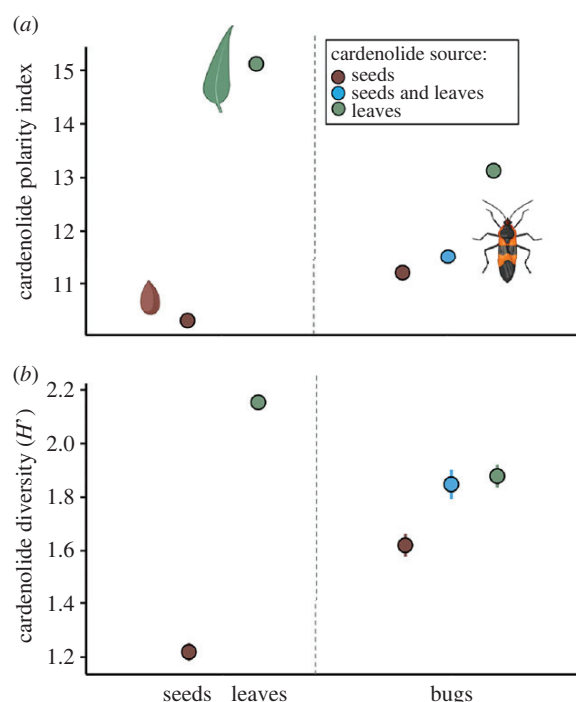 (a)
cardenolide polarity index
15
14
13
12
11
cardenolide source:
seeds
seeds and leaves
leaves
(b)
cardenolide diversity (H')
2.2
2.0
1.8
1.6
1.4
1.2
seeds leaves bugs